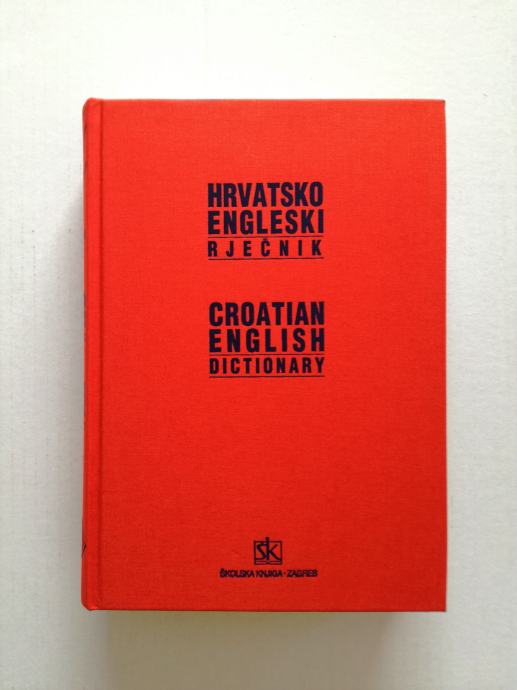 HRVATSKO
ENGLESKI
RJEČNIK
CROATIAN
ENGLISH
DICTIONARY
ŠK
ŠKOLSKA KNJIGA · ZAGREB